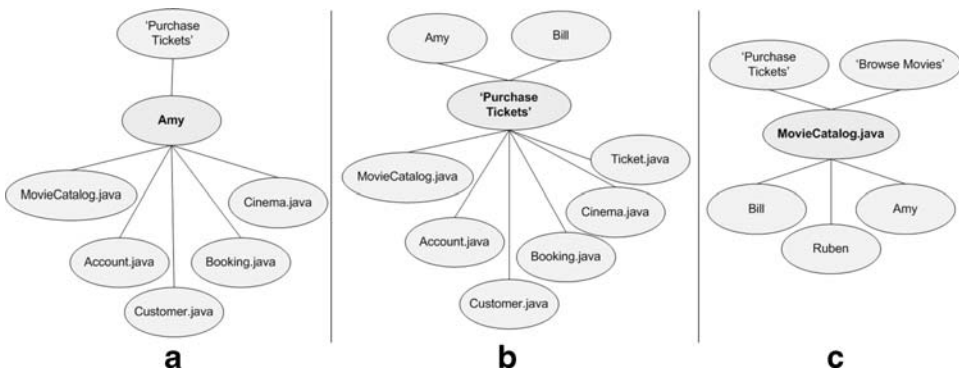 'Purchase
Tickets'
Amy
MovieCatalog.java
Cinema.java
Account.java
Booking.java
Customer.java
a
Amy
Bill
'Purchase
Tickets'
MovieCatalog.java
Ticket.java
Cinema.java
Account.java
Booking.java
Customer.java
b
'Purchase
Tickets'
'Browse Movies'
MovieCatalog.java
Bill
Amy
Ruben
c